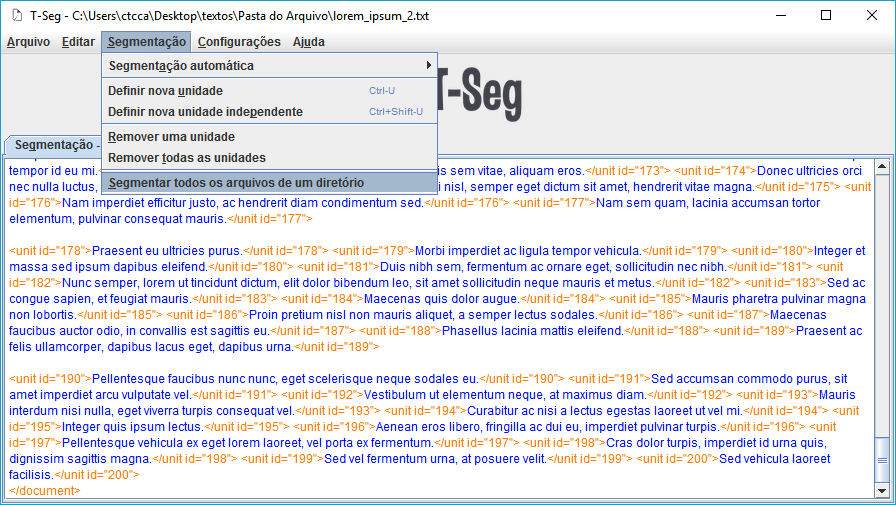 T-Seg - C:\Users\ctcca\Desktop\textos\Pasta do Arquivo\lorem_ipsum_2.txt
Arquivo Editar Segmentação Configurações Ajuda
Segmentação automática
T-Seg
Definir nova unidade Ctrl-U
Definir nova unidade independente Ctrl+Shift-U
Remover uma unidade
Segmentação -
Remover todas as unidades
Segmentar todos os arquivos de um diretório
tempor id eu mi.</unit id="173"> <unit id="174">Donec ultricies orci
sem vitae, aliquam eros.
nec nulla luctus, nisl, semper eget dictum sit amet, hendrerit vitae magna.</unit id="175"> <unit
id="176">Nam imperdiet efficitur justo, ac hendrerit diam condimentum sed.</unit id="176"> <unit id="177">Nam sem quam, lacinia accumsan tortor
elementum, pulvinar consequat mauris.</unit id="177">
<unit id="178">Praesent eu ultricies purus.</unit id="178"> <unit id="179">Morbi imperdiet ac ligula tempor vehicula.</unit id="179"> <unit id="180">Integer et
massa sed ipsum dapibus eleifend.</unit id="180"> <unit id="181">Duis nibh sem, fermentum ac ornare eget, sollicitudin nec nibh.</unit id="181"> <unit
id="182">Nunc semper, lorem ut tincidunt dictum, elit dolor bibendum leo, sit amet sollicitudin neque mauris et metus.</unit id="182"> <unit id="183">Sed ac
congue sapien, et feugiat mauris.</unit id="183"> <unit id="184">Maecenas quis dolor augue.</unit id="184"> <unit id="185">Mauris pharetra pulvinar magna
non lobortis.</unit id="185"> <unit id="186">Proin pretium nisl non mauris aliquet, a semper lectus sodales.</unit id="186"> <unit id="187">Maecenas
faucibus auctor odio, in convallis est sagittis eu.</unit id="187"> <unit id="188">Phasellus lacinia mattis eleifend.</unit id="188"> <unit id="189">Praesent ac
felis ullamcorper, dapibus lacus eget, dapibus urna.</unit id="189">
<unit id="190">Pellentesque faucibus nunc nunc, eget scelerisque neque sodales eu.</unit id="190"> <unit id="191">Sed accumsan commodo purus, sit
amet imperdiet arcu vulputate vel.</unit id="191"> <unit id="192">Vestibulum ut elementum neque, at maximus diam.</unit id="192"> <unit id="193">Mauris
interdum nisi nulla, eget viverra turpis consequat vel.</unit id="193"> <unit id="194">Curabitur ac nisi a lectus egestas laoreet ut vel mi.</unit id="194"> <unit
id="195">Integer quis ipsum lectus.</unit id="195"> <unit id="196">Aenean eros libero, fringilla ac dui eu, imperdiet pulvinar turpis.</unit id="196"> <unit
id="197">Pellentesque vehicula ex eget lorem laoreet, vel porta ex fermentum.</unit id="197"> <unit id="198">Cras dolor turpis, imperdiet id urna quis,
dignissim sagittis magna.</unit id="198"> <unit id="199">Sed vel fermentum urna, at posuere velit.</unit id="199"> <unit id="200">Sed vehicula laoreet
facilisis.</unit id="200">
</document>